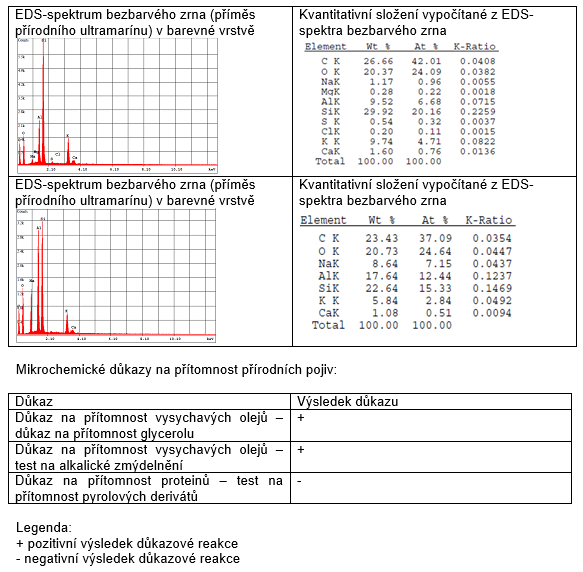 EDS-spektrum bezbarvého zrna (příměs
přírodního ultramarínu) v barevné vrstvě
Kvantitativní složení vypočítané z EDS-
spektra bezbarvého zrna
Element Wt % At % K-Ratio
C K 26.66 42.01 0.0408
O K 20.37 24.09 0.0382
NaK 1.17 0.96 0.0055
MgK 0.28 0.22 0.0018
AlK 9.52 6.68 0.0715
SiK 29.92 20.16 0.2259
S K 0.54 0.32 0.0037
ClK 0.20 0.11 0.0015
K K 9.74 4.71 0.0822
CaK 1.60 0.76 0.0136
Total 100.00 100.00
EDS-spektrum bezbarvého zrna (příměs
přírodního ultramarínu) v barevné vrstvě
Kvantitativní složení vypočítané z EDS-
spektra bezbarvého zrna
Element Wt % At % K-Ratio
C K 23.43 37.09 0.0354
O K 20.73 24.64 0.0447
NaK 8.64 7.15 0.0437
AlK 17.64 12.44 0.1237
SiK 22.64 15.33 0.1469
K K 5.84 2.84 0.0492
CaK 1.08 0.51 0.0094
Total 100.00 100.00
Mikrochemické důkazy na přítomnost přírodních pojiv:
Důkaz Výsledek důkazu
Důkaz na přítomnost vysychavých olejů –
důkaz na přítomnost glycerolu
+
Důkaz na přítomnost vysychavých olejů –
test na alkalické zmýdelnění
+
Důkaz na přítomnost proteinů – test na
přítomnost pyrolových derivátů
-
Legenda:
+ pozitivní výsledek důkazové reakce
- negativní výsledek důkazové reakce